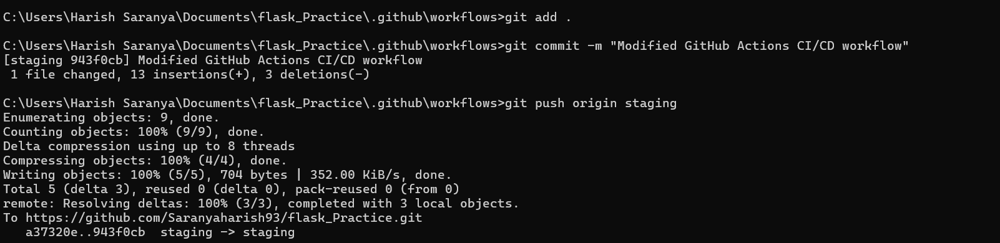 C:\Users\Harish Saranya\Documents\flask_Practice\.github\workflows>git add .
C:\Users\Harish Saranya\Documents\flask_Practice\.github\workflows>git commit -m "Modified GitHub Actions CI/CD workflow"
[staging 943f0cb] Modified GitHub Actions CI/CD workflow
 1 file changed, 13 insertions(+), 3 deletions(-)
C:\Users\Harish Saranya\Documents\flask_Practice\.github\workflows>git push origin staging
Enumerating objects: 9, done.
Counting objects: 100% (9/9), done.
Delta compression using up to 8 threads
Compressing objects: 100% (4/4), done.
Writing objects: 100% (5/5), 704 bytes | 352.00 KiB/s, done.
Total 5 (delta 3), reused 0 (delta 0), pack-reused 0 (from 0)
remote: Resolving deltas: 100% (3/3), completed with 3 local objects.
To https://github.com/Saranyaharish93/flask_Practice.git
   a37320e..943f0cb  staging -> staging